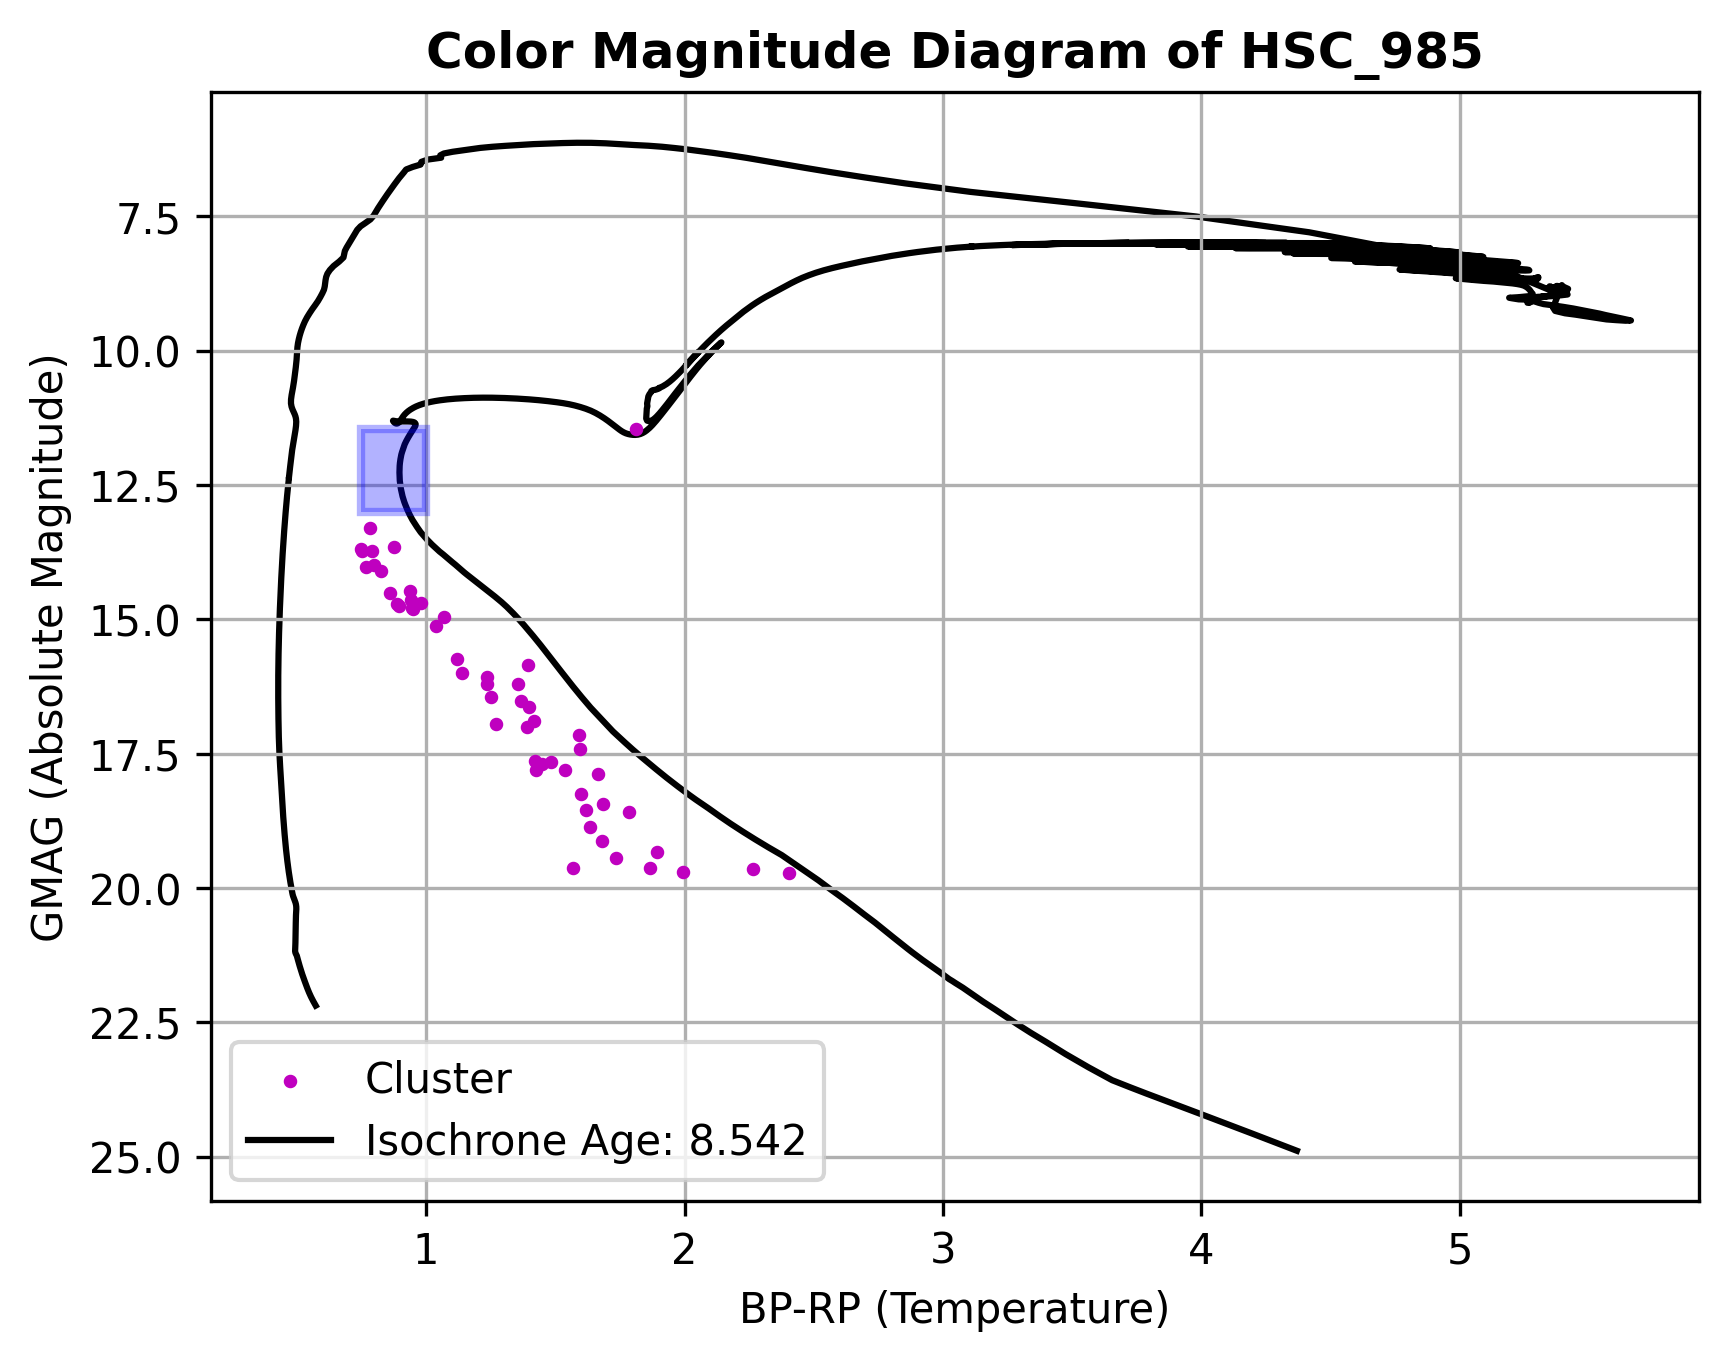 Color Magnitude Diagram of HSC_985
GMAG (Absolute Magnitude)
7.5
10.0
12.5
15.0
17.5
20.0
22.5
25.0
Cluster
Isochrone Age: 8.542
1 2 3 4 5
BP-RP (Temperature)